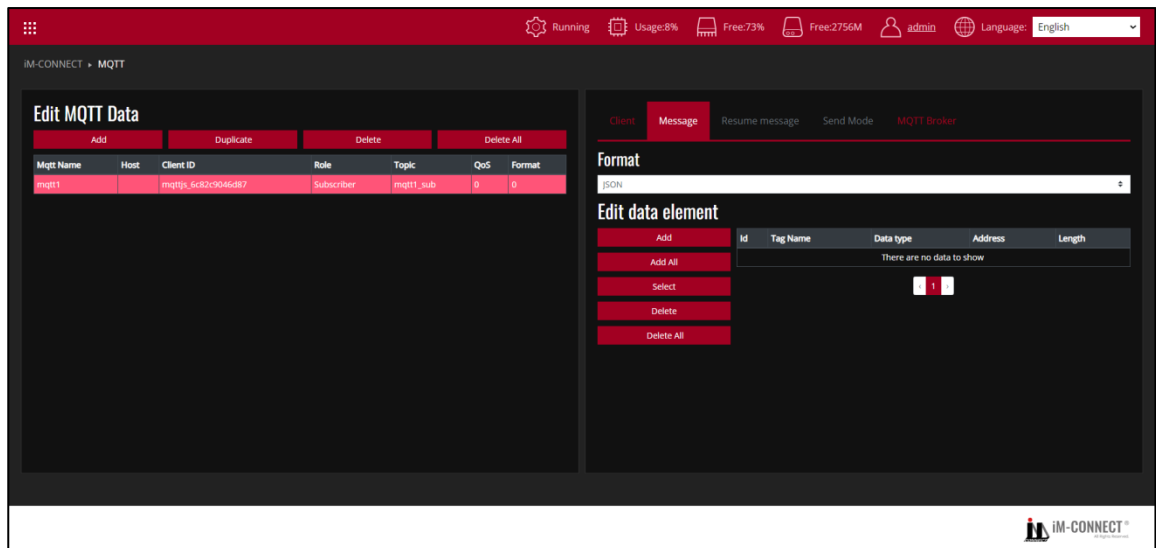 Running Usage:8% Free:73% Free:2756M admin Language: English
iM-CONNECT ▸ MQTT
Edit MQTT Data
Add Duplicate Delete Delete All
Mqtt Name Host Client ID Role Topic QoS Format
mqtt1 mqttjs_6c82c9046d87 Subscriber mqtt1_sub 0 0
Client Message Resume message Send Mode MQTT Broker
Format
JSON
Edit data element
Add
Add All
Select
Delete
Delete All
Id Tag Name Data type Address Length
There are no data to show
‹ 1 ›
iM-CONNECT®
All Rights Reserved.